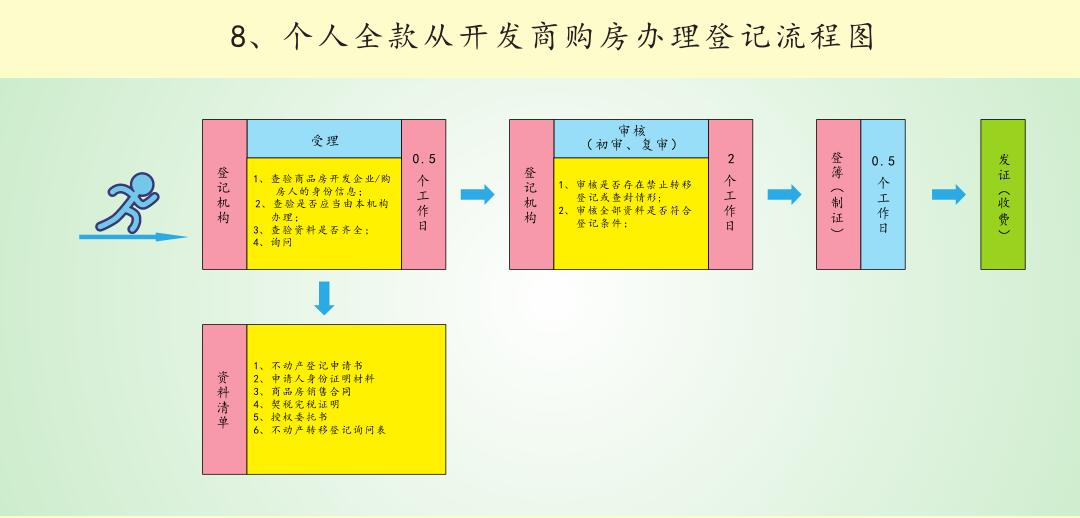 8、个人全款从开发商购房办理登记流程图
登记机构
受理
1、查验商品房开发企业/购
房人的身份信息；
2、查验是否应当由本机构
办理；
3、查验资料是否齐全；
4、询问
0.5个工作日
登记机构
审核
（初审、复审）
1、审核是否存在禁止转移
登记或查封情形；
2、审核全部资料是否符合
登记条件；
2个工作日
登簿（制证）
0.5个工作日
发证（收费）
资料清单
1、不动产登记申请书
2、申请人身份证明材料
3、商品房销售合同
4、契税完税证明
5、授权委托书
6、不动产转移登记询问表